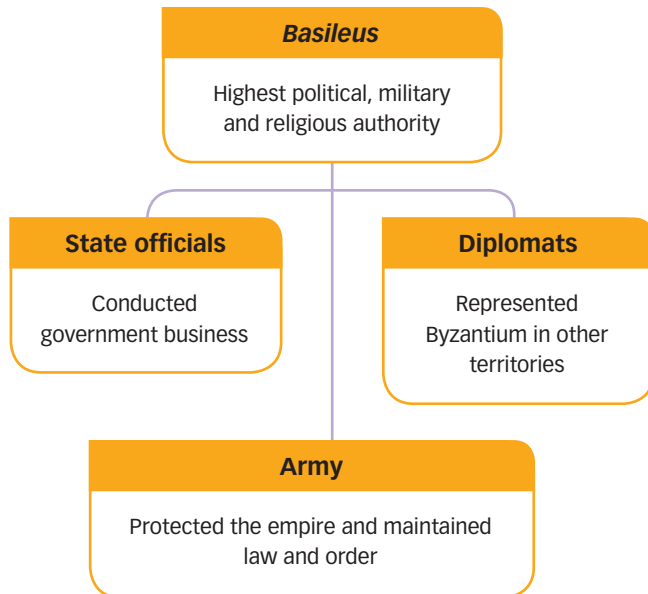 Basileus
Highest political, military
and religious authority
State officials
Conducted
government business
Diplomats
Represented
Byzantium in other
territories
Army
Protected the empire and maintained
law and order